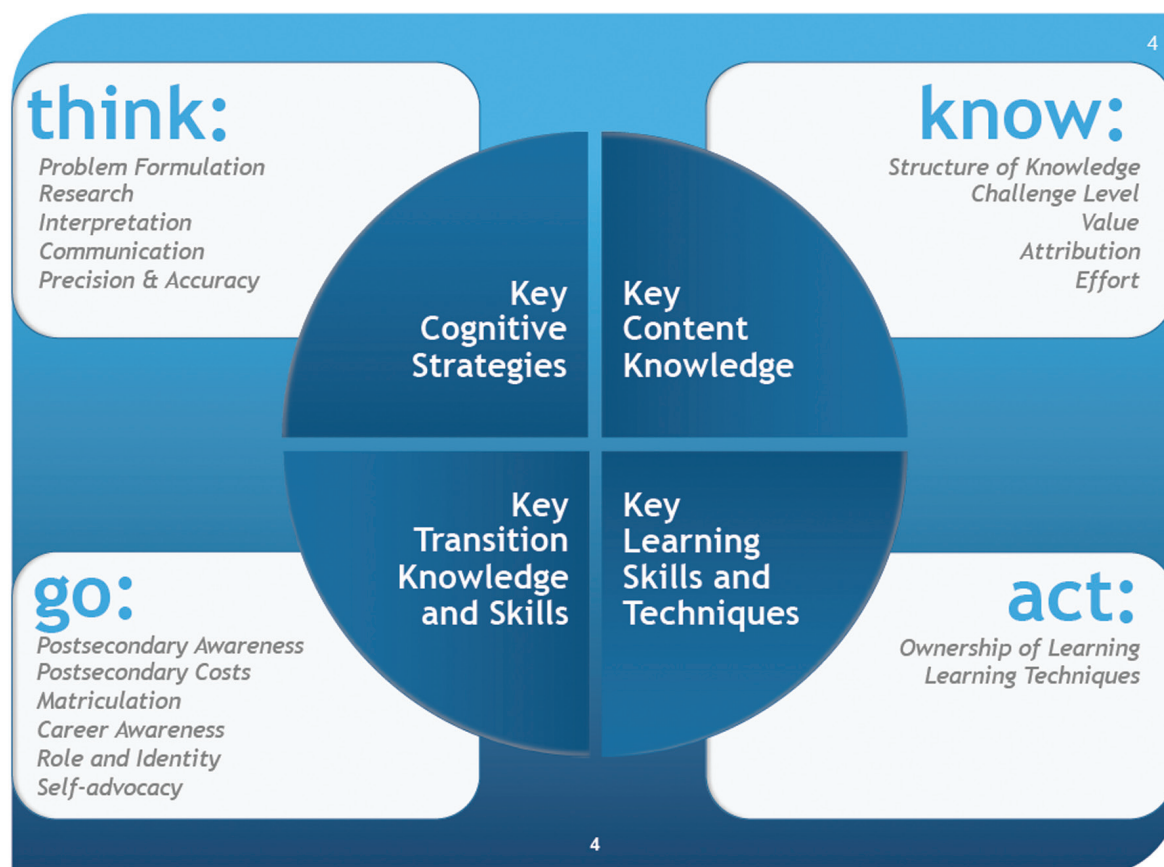 4
think:
Problem Formulation
Research
Interpretation
Communication
Precision & Accuracy
know:
Structure of Knowledge
Challenge Level
Value
Attribution
Effort
Key
Cognitive
Strategies
Key
Content
Knowledge
Key
Transition
Knowledge
and Skills
Key
Learning
Skills and
Techniques
go:
Postsecondary Awareness
Postsecondary Costs
Matriculation
Career Awareness
Role and Identity
Self-advocacy
act:
Ownership of Learning
Learning Techniques
4